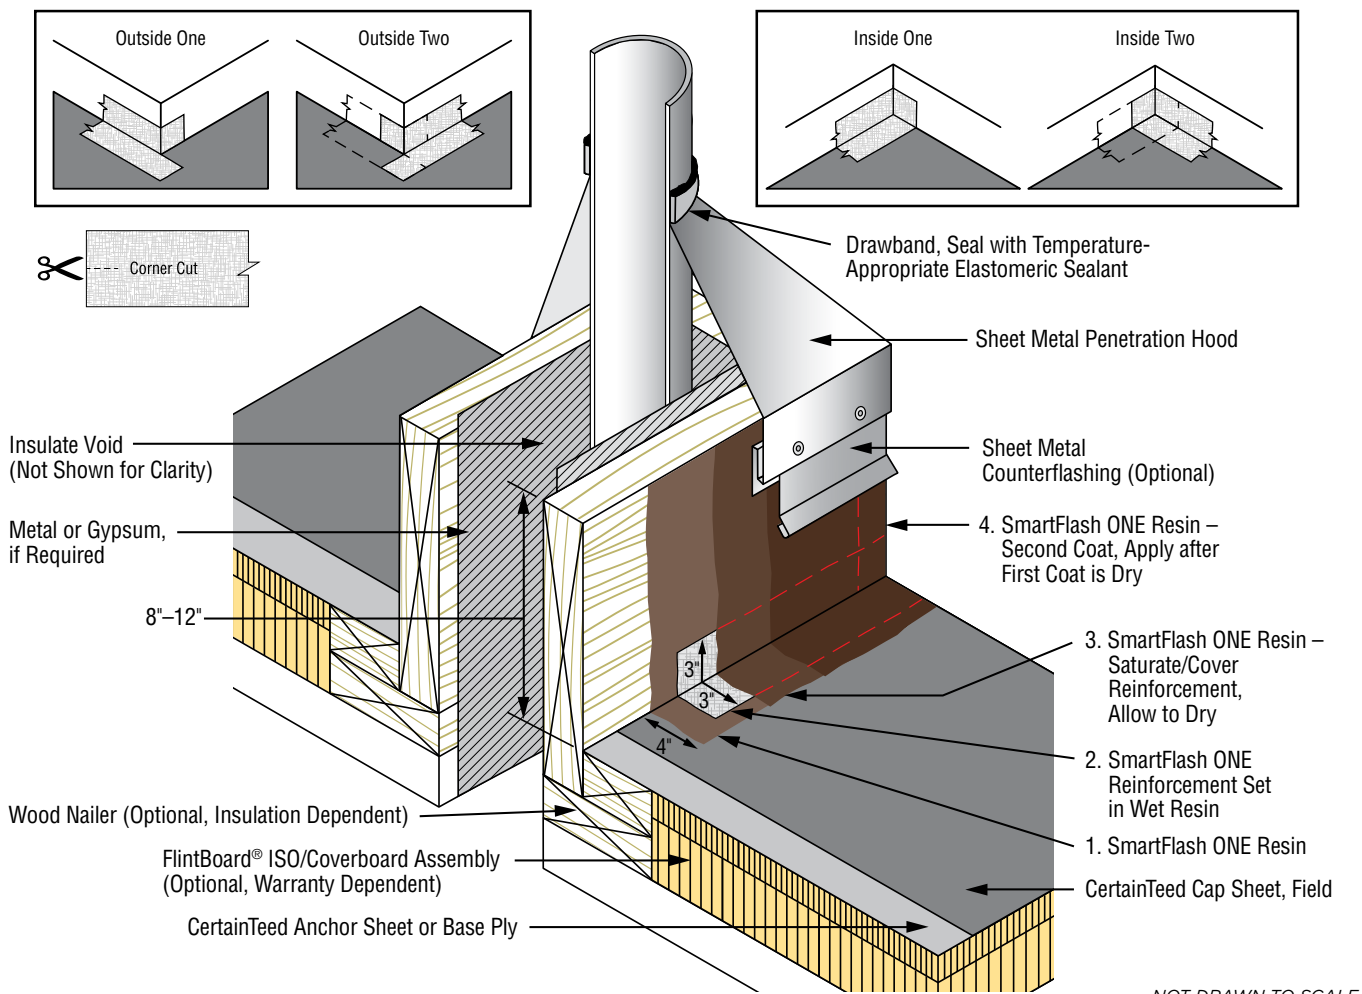 Outside One
Outside Two
Inside One
Inside Two
Corner Cut
Drawband, Seal with Temperature-
Appropriate Elastomeric Sealant
Sheet Metal Penetration Hood
Insulate Void
(Not Shown for Clarity)
Sheet Metal
Counterflashing (Optional)
Metal or Gypsum,
if Required
4. SmartFlash ONE Resin –
Second Coat, Apply after
First Coat is Dry
8"–12"
3"
3"
4"
3. SmartFlash ONE Resin –
Saturate/Cover
Reinforcement,
Allow to Dry
2. SmartFlash ONE
Reinforcement Set
in Wet Resin
Wood Nailer (Optional, Insulation Dependent)
1. SmartFlash ONE Resin
FlintBoard® ISO/Coverboard Assembly
(Optional, Warranty Dependent)
CertainTeed Cap Sheet, Field
CertainTeed Anchor Sheet or Base Ply
NOT DRAWN TO SCALE